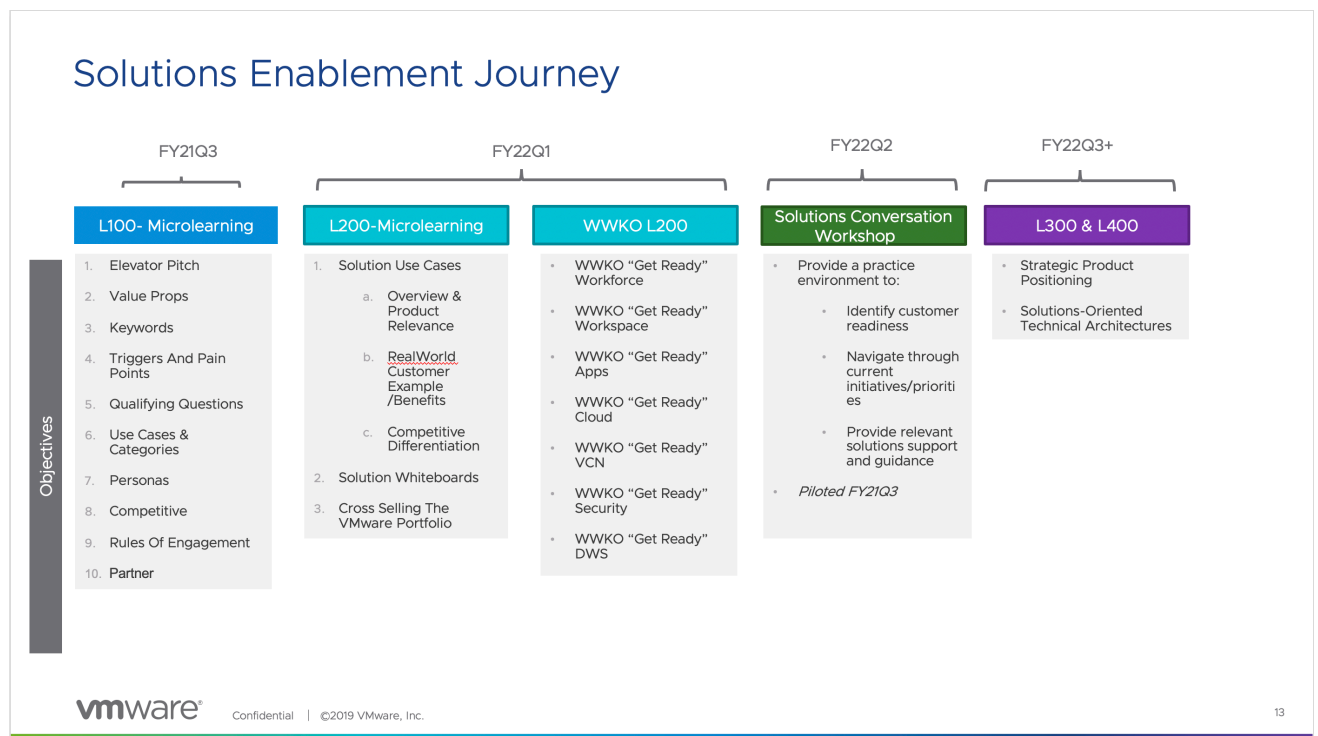 Solutions Enablement Journey
FY21Q3
FY22Q1
FY22Q2
FY22Q3+
L100- Microlearning
L200-Microlearning
WWKO L200
Solutions Conversation
Workshop
L300 & L400
Objectives
1. Elevator Pitch
2. Value Props
3. Keywords
4. Triggers And Pain
Points
5. Qualifying Questions
6. Use Cases &
Categories
7. Personas
8. Competitive
9. Rules Of Engagement
10. Partner
1. Solution Use Cases
a. Overview &
Product
Relevance
b. RealWorld
Customer
Example
/Benefits
c. Competitive
Differentiation
2. Solution Whiteboards
3. Cross Selling The
VMware Portfolio
• WWKO “Get Ready”
Workforce
• WWKO “Get Ready”
Workspace
• WWKO “Get Ready”
Apps
• WWKO “Get Ready”
Cloud
• WWKO “Get Ready”
VCN
• WWKO “Get Ready”
Security
• WWKO “Get Ready”
DWS
• Provide a practice
environment to:
• Identify customer
readiness
• Navigate through
current
initiatives/prioriti
es
• Provide relevant
solutions support
and guidance
• Piloted FY21Q3
• Strategic Product
Positioning
• Solutions-Oriented
Technical Architectures
vmware®
Confidential | ©2019 VMware, Inc.
13